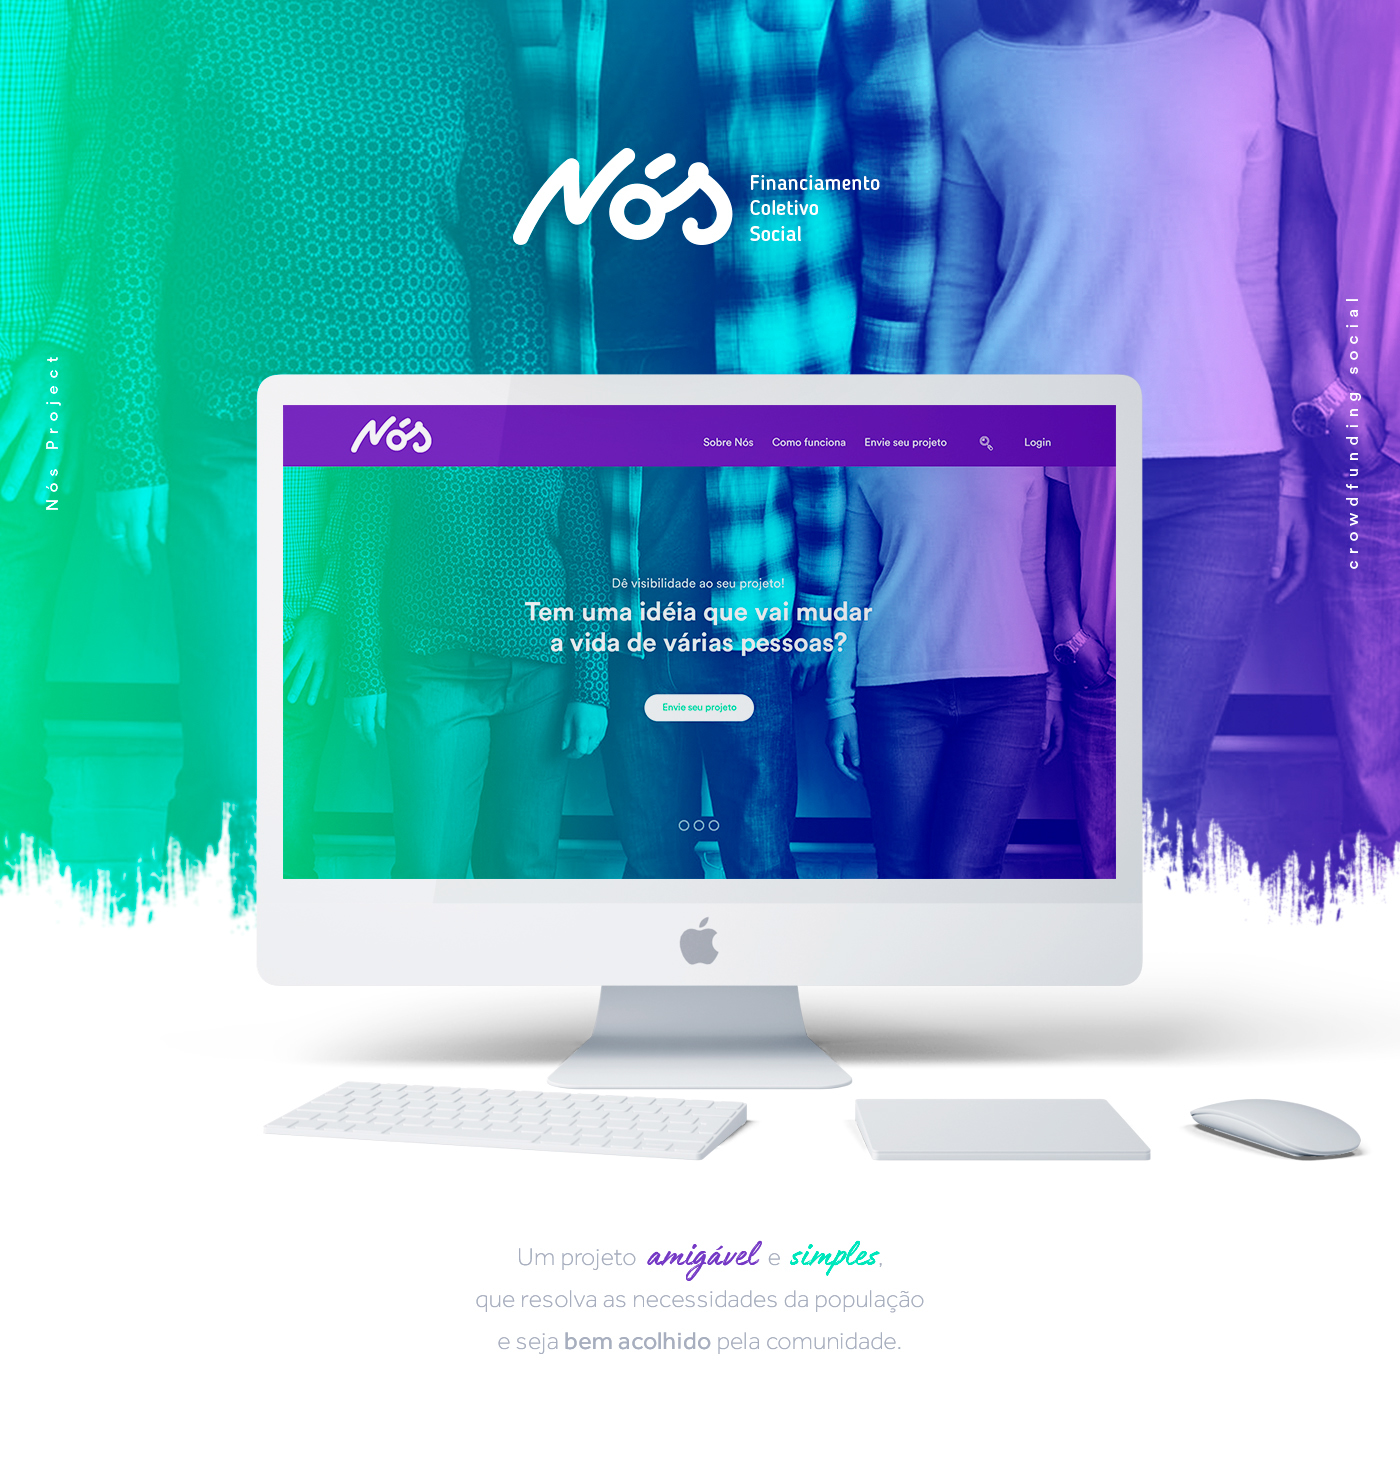 Nós
Financiamento
Coletivo
Social
Nós Project
crowdfunding social
Nós
Sobre Nós
Como funciona
Envie seu projeto
Login
Dê visibilidade ao seu projeto!
Tem uma idéia que vai mudar
a vida de várias pessoas?
Envie seu projeto
Um projeto amigável e simples,
que resolva as necessidades da população
e seja bem acolhido pela comunidade.